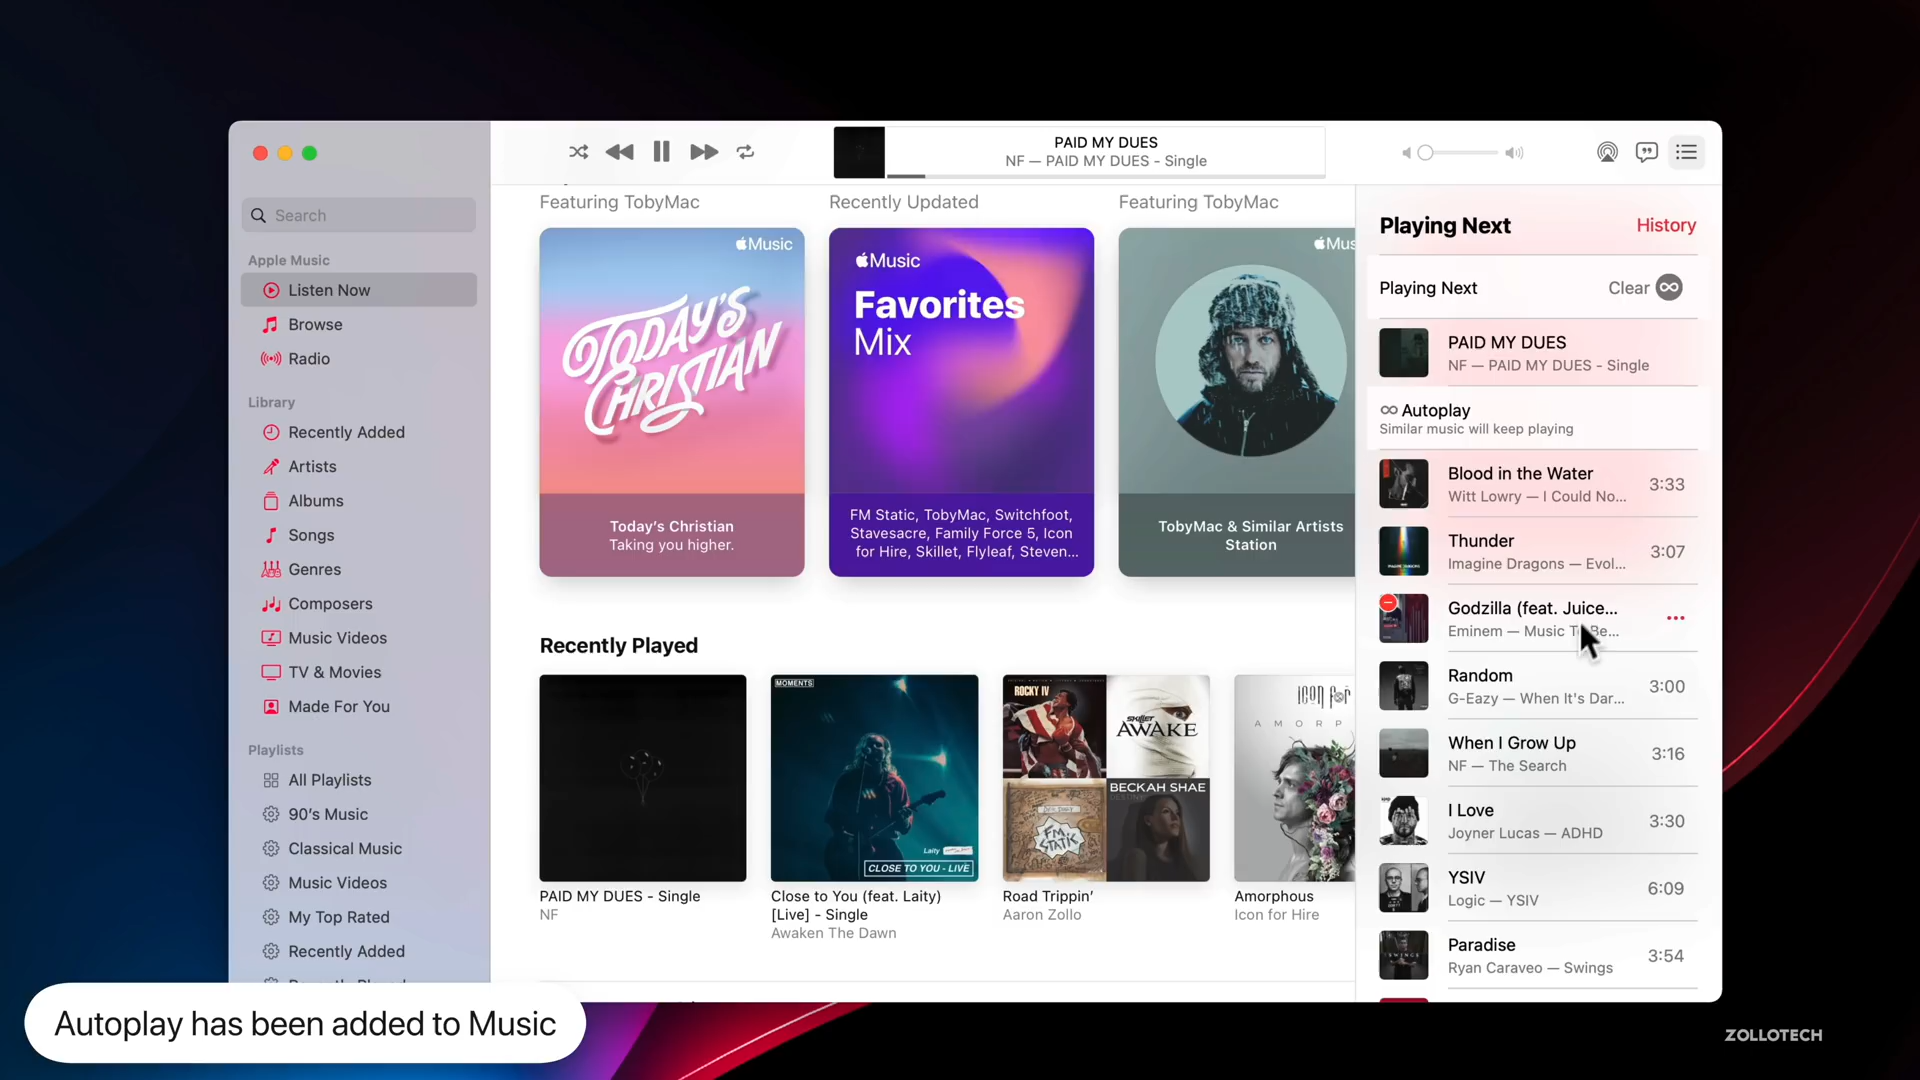 PAID MY DUES
NF — PAID MY DUES - Single
Search
Apple Music
Listen Now
Browse
Radio
Library
Recently Added
Artists
Albums
Songs
Genres
Composers
Music Videos
TV & Movies
Made For You
Playlists
All Playlists
90's Music
Classical Music
Music Videos
My Top Rated
Recently Added
Featuring TobyMac
Recently Updated
Featuring TobyMac
Music
TODAY'S
CHRISTIAN
Today's Christian
Taking you higher.
Music
Favorites
Mix
FM Static, TobyMac, Switchfoot,
Stavesacre, Family Force 5, Icon
for Hire, Skillet, Flyleaf, Steven...
TobyMac & Similar Artists
Station
Recently Played
PAID MY DUES - Single
NF
MOMENTS
Laity
CLOSE TO YOU - LIVE
Close to You (feat. Laity)
[Live] - Single
Awaken The Dawn
ROCKY IV
SKILLET
AWAKE
FM
STATIC
BECKAH SHAE
Road Trippin'
Aaron Zollo
ICON for
AMORP
Amorphous
Icon for Hire
Playing Next
History
Playing Next
Clear
PAID MY DUES
NF — PAID MY DUES - Single
Autoplay
Similar music will keep playing
Blood in the Water
Witt Lowry — I Could No...
3:33
Thunder
Imagine Dragons — Evol...
3:07
Godzilla (feat. Juice...
Eminem — Music T Be...
Random
G-Eazy — When It's Dar...
3:00
When I Grow Up
NF — The Search
3:16
I Love
Joyner Lucas — ADHD
3:30
YSIV
Logic — YSIV
6:09
Paradise
Ryan Caraveo — Swings
3:54
Autoplay has been added to Music
ZOLLOTECH